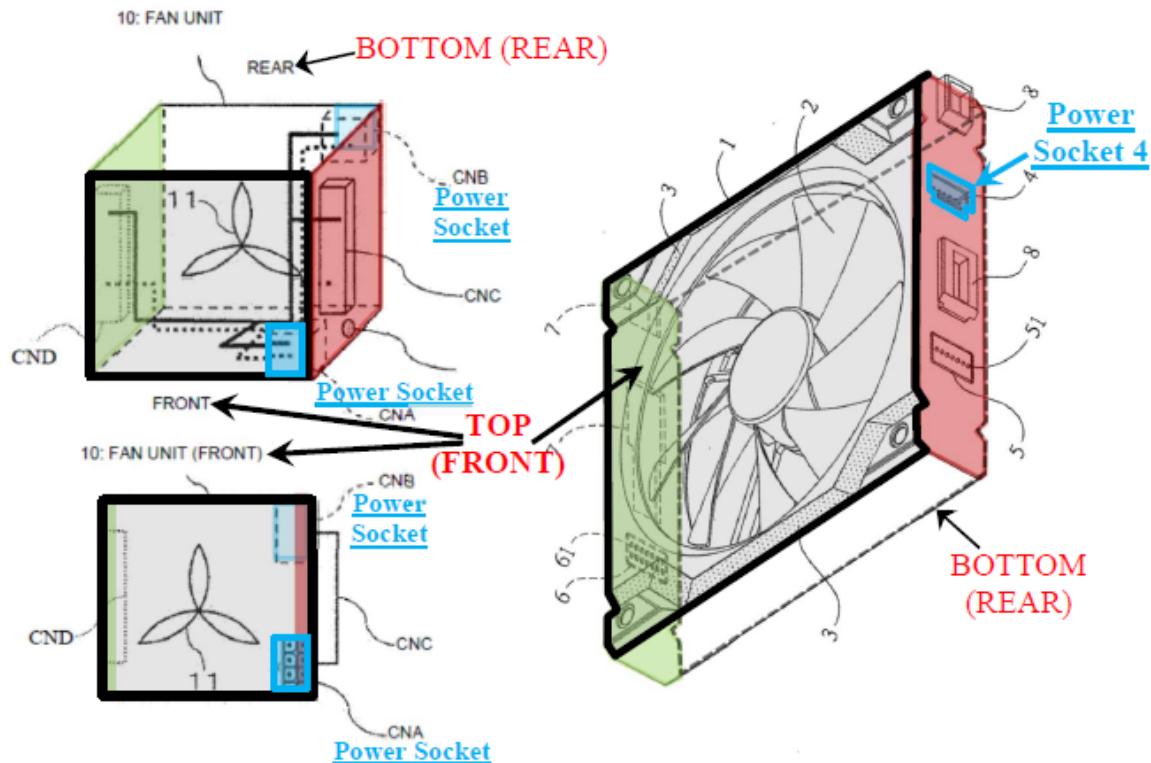 10: FAN UNIT
REAR
BOTTOM (REAR)
11
CNB
Power
Socket
CNC
CND
Power Socket
CNA
FRONT
TOP
(FRONT)
10: FAN UNIT (FRONT)
CNB
Power
Socket
CND
CNC
11
CNA
Power Socket
8
Power
Socket 4
4
2
1
3
8
7
7
51
5
61
6
3
BOTTOM
(REAR)